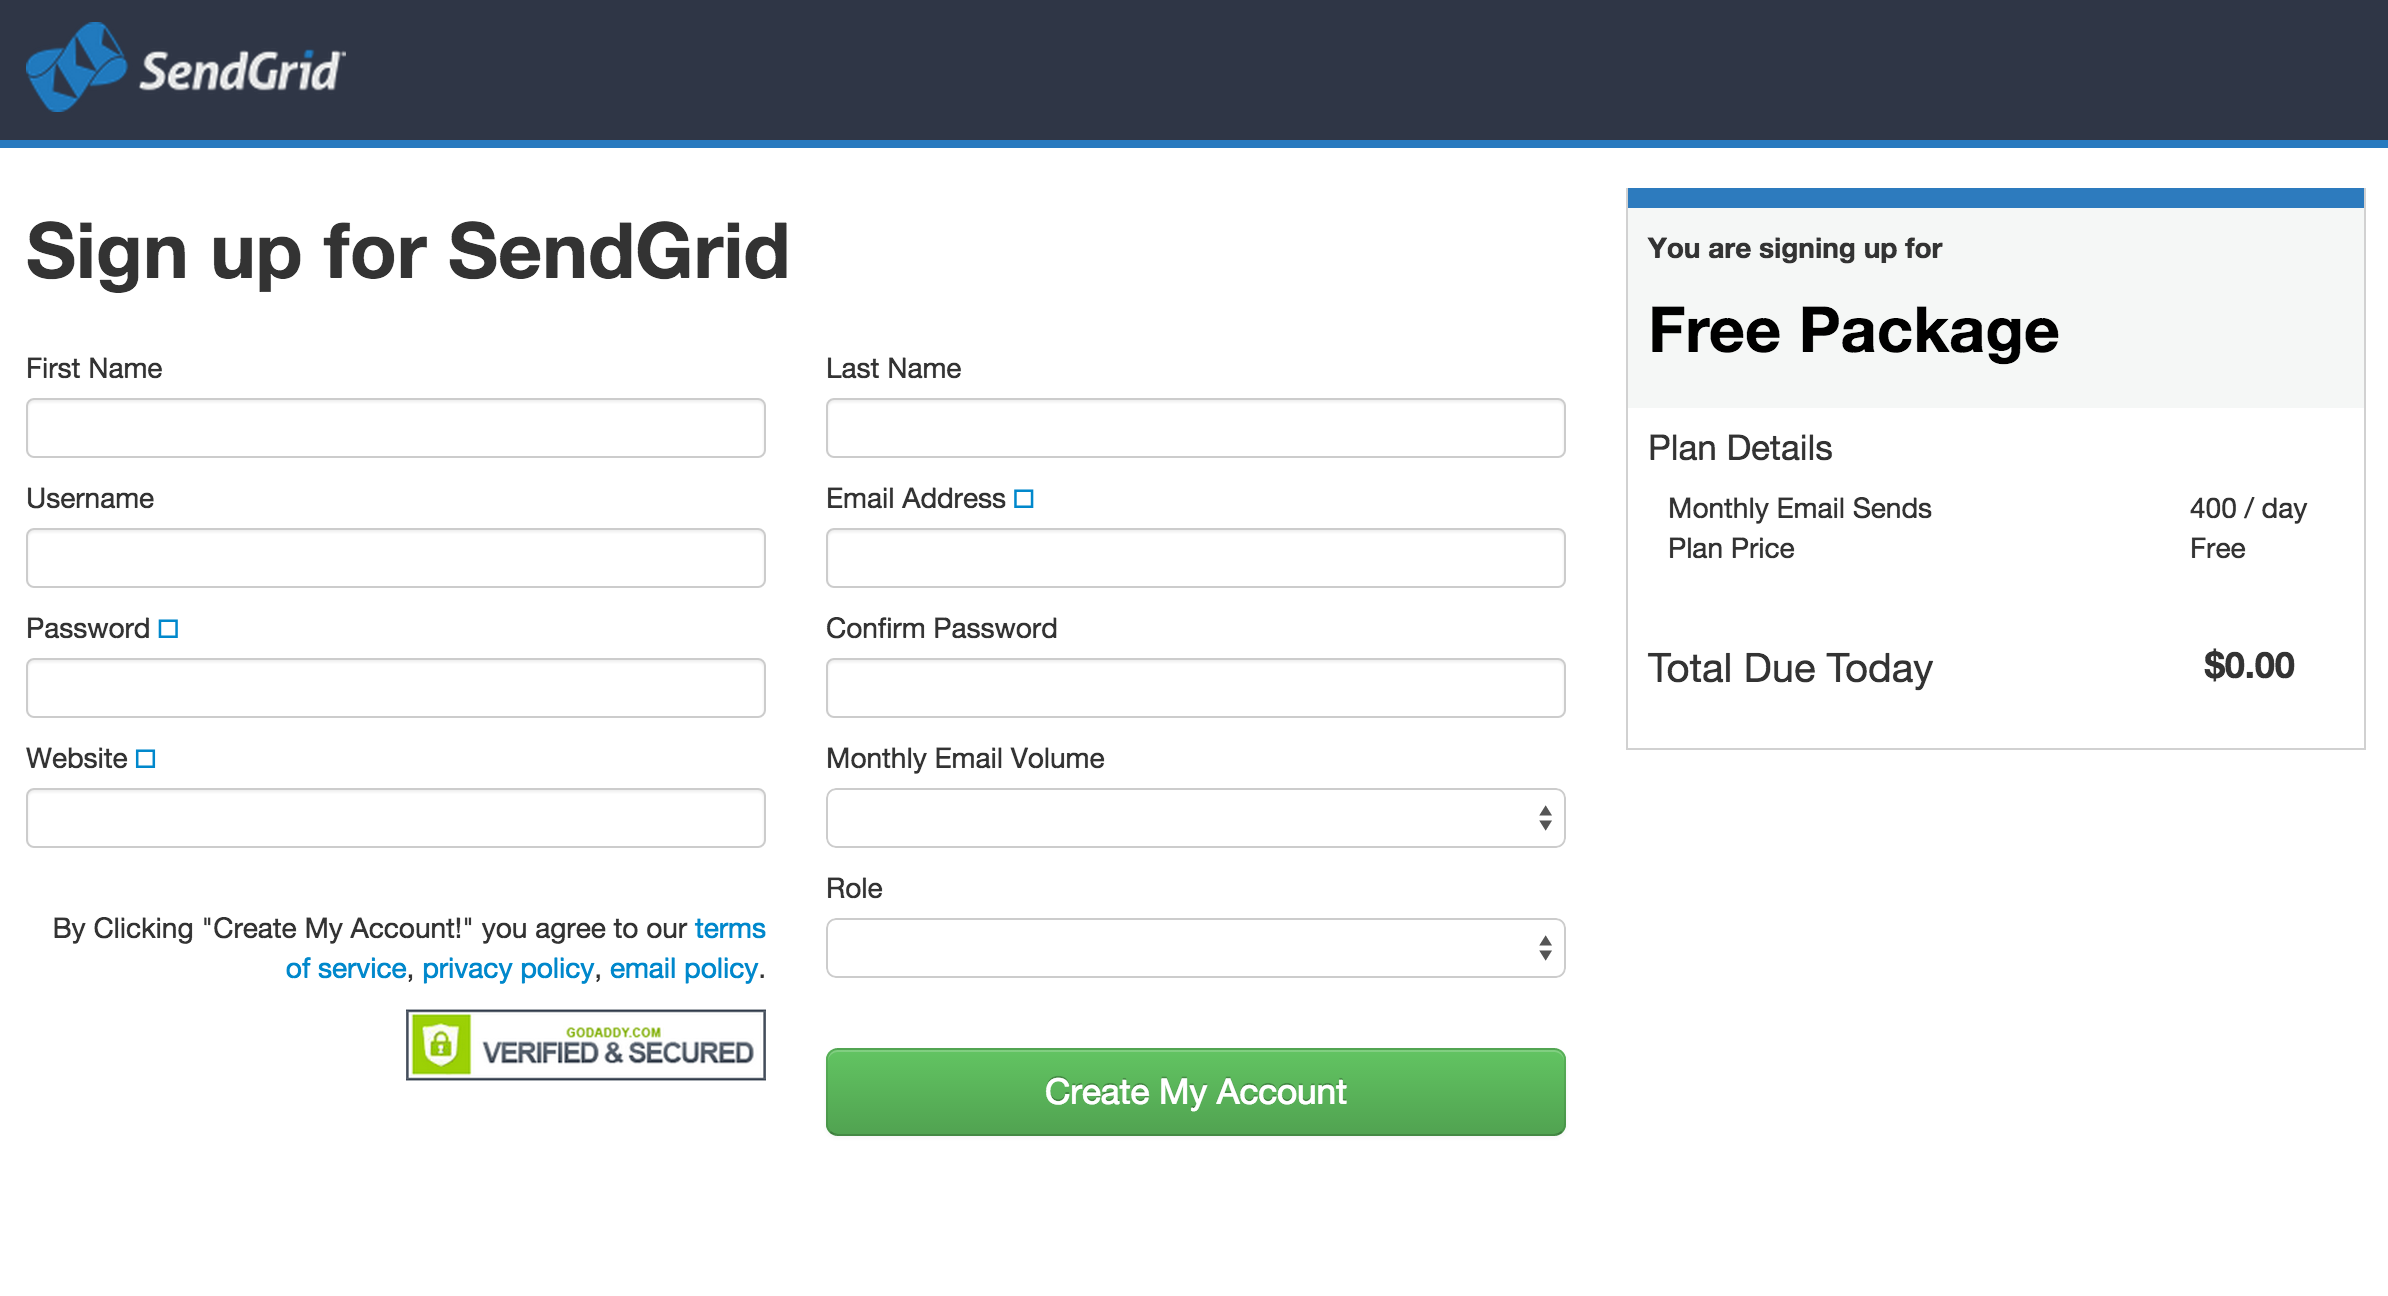 SendGrid
Sign up for SendGrid
First Name
Last Name
Username
Email Address
Password
Confirm Password
Website
Monthly Email Volume
Role
By Clicking "Create My Account!" you agree to our terms
of service, privacy policy, email policy.
GODADDY.COM
VERIFIED & SECURED
Create My Account
You are signing up for
Free Package
Plan Details
Monthly Email Sends 400 / day
Plan Price Free
Total Due Today $0.00